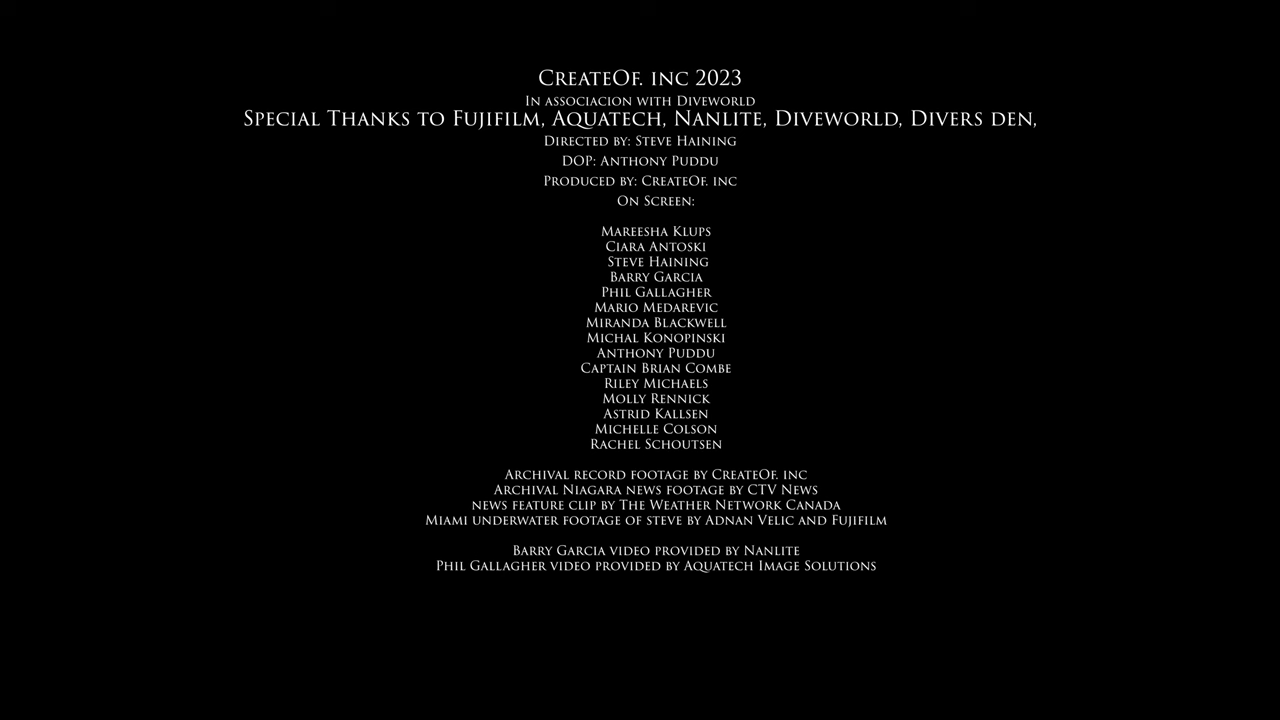 CreateOf. inc 2023
In associacion with Diveworld
Special Thanks to Fujifilm, Aquatech, Nanlite, Diveworld, Divers den,
Directed by: Steve Haining
DOP: Anthony Puddu
Produced by: CreateOf. inc
On Screen:
Mareesha Klups
Ciara Antoski
Steve Haining
Barry Garcia
Phil Gallagher
Mario Medarevic
Miranda Blackwell
Michal Konopinski
Anthony Puddu
Captain Brian Combe
Riley Michaels
Molly Rennick
Astrid Kallsen
Michelle Colson
Rachel Schoutsen
Archival record footage by CreateOf. inc
Archival Niagara news footage by CTV News
news feature clip by The Weather Network Canada
Miami underwater footage of steve by Adnan Velic and Fujifilm
Barry Garcia video provided by Nanlite
Phil Gallagher video provided by Aquatech Image Solutions